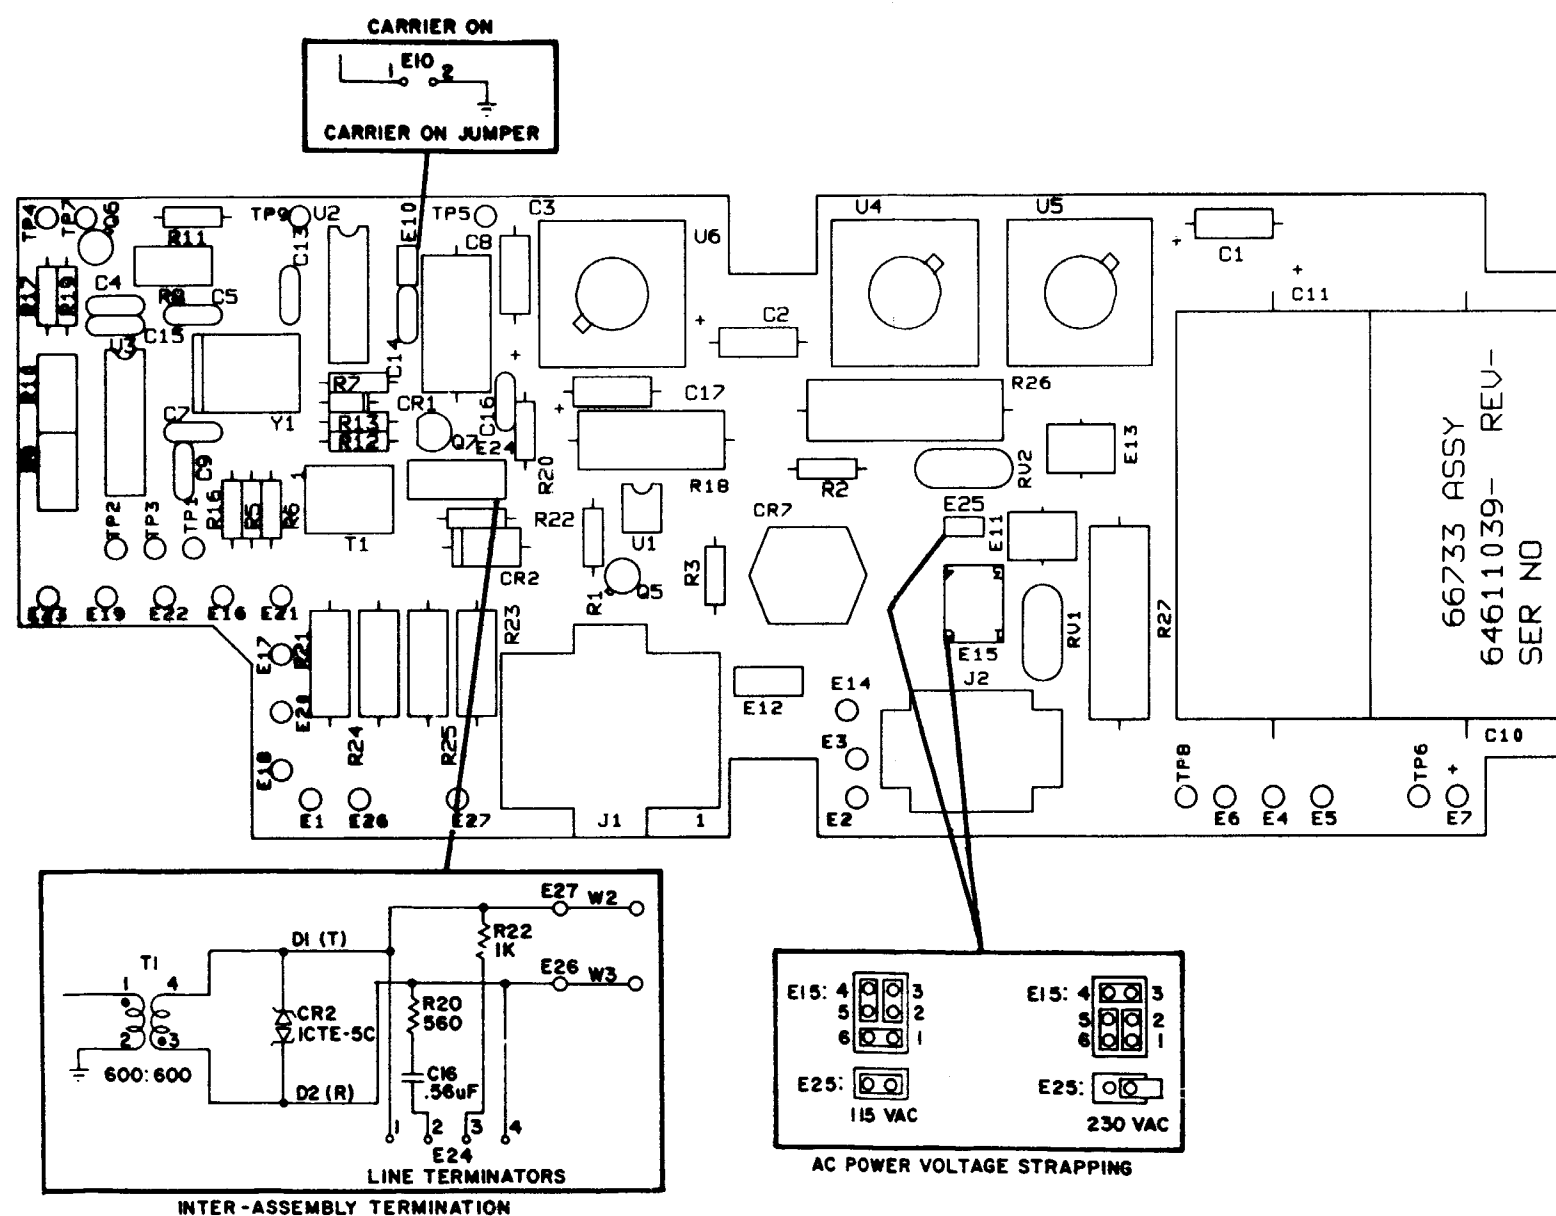 CARRIER ON
E10
1 2
CARRIER ON JUMPER
TP4
TP7
Q6
R11
TP9
U2
C13
E10
TP5
C8
C3
U6
U4
U5
C1
+
R17
R19
C4
R8
C5
C15
U3
C14
+
C2
+
+
C11
R10
R9
C7
C9
Y1
R7
CR1
R13
R12
Q7
C16
E24
R20
+
C17
R18
R26
R2
RV2
E13
TP2
TP3
TP1
R16
R5
R6
1
T1
CR2
R22
U1
R1
Q5
R3
CR7
E25
E11
E15
RV1
R27
66733 ASSY
64611039- REV-
SER NO
E23
E19
E22
E16
E21
E17
R21
E20
E18
R24
R25
R23
E1
E26
E27
J1
1
E12
E14
E3
E2
J2
C10
TP8
E6
E4
E5
TP6
+
E7
E27 W2
D1 (T)
R22
1K
T1
1 4
E26 W3
R20
560
CR2
ICTE-5C
2 3
600:600
C16
.56uF
D2 (R)
1 2 3 4
E24
LINE TERMINATORS
INTER-ASSEMBLY TERMINATION
E15: 4 3
5 2
6 1
E25:
115 VAC
E15: 4 3
5 2
6 1
E25:
230 VAC
AC POWER VOLTAGE STRAPPING